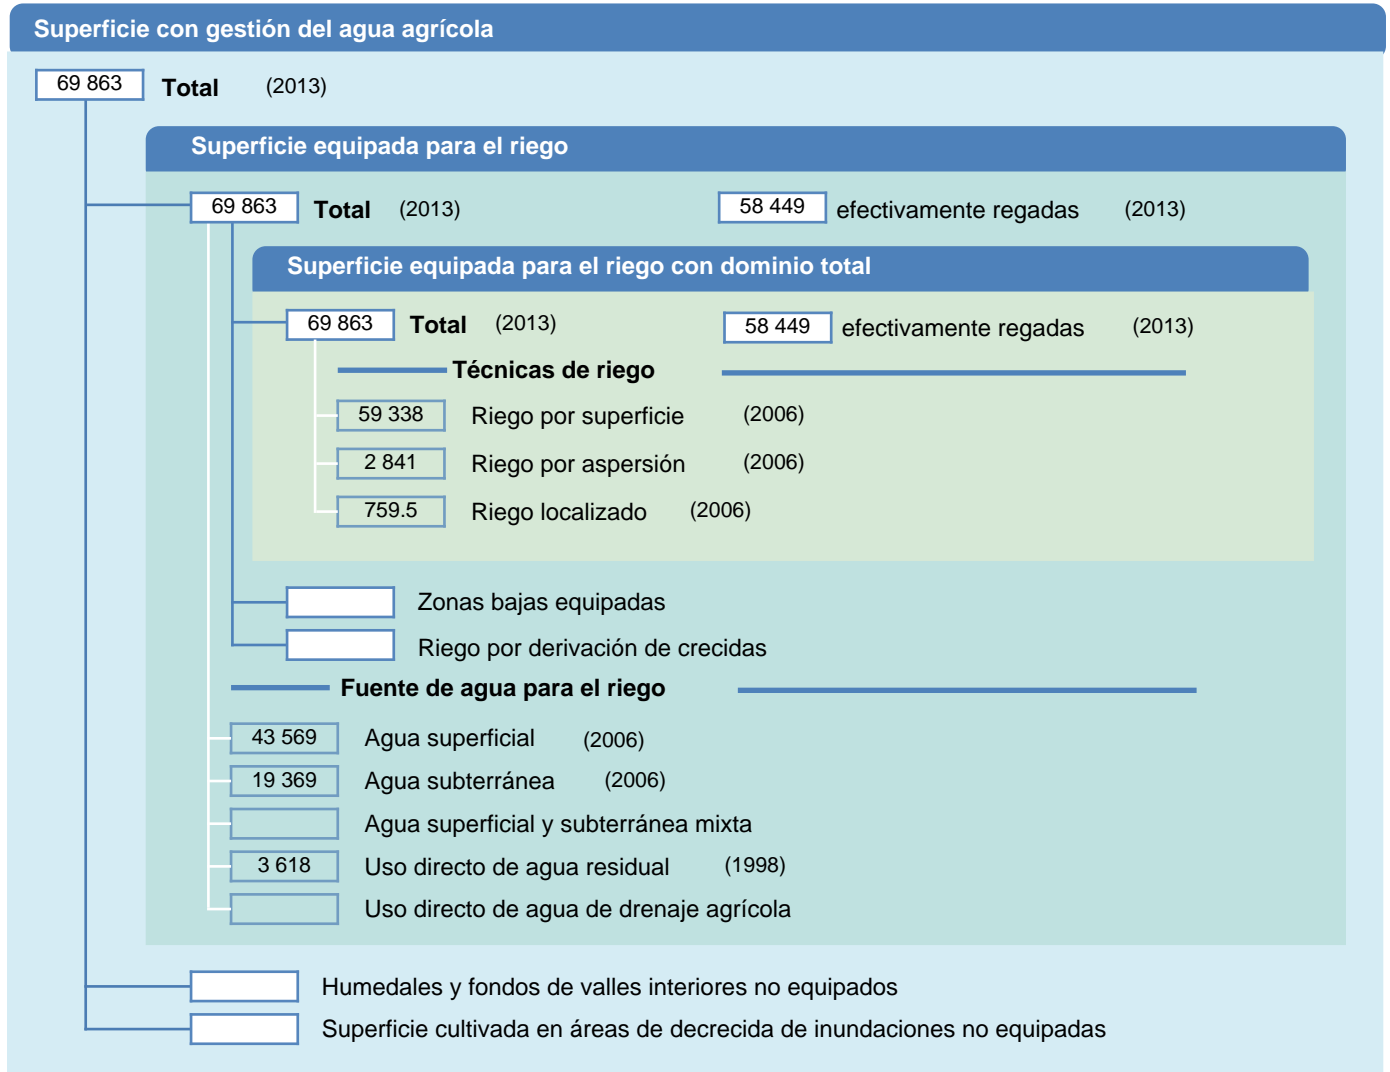 Superficie con gestión del agua agrícola
69 863 Total (2013)
Superficie equipada para el riego
69 863 Total (2013) 58 449 efectivamente regadas (2013)
Superficie equipada para el riego con dominio total
69 863 Total (2013) 58 449 efectivamente regadas (2013)
Técnicas de riego
59 338 Riego por superficie (2006)
2 841 Riego por aspersión (2006)
759.5 Riego localizado (2006)
Zonas bajas equipadas
Riego por derivación de crecidas
Fuente de agua para el riego
43 569 Agua superficial (2006)
19 369 Agua subterránea (2006)
Agua superficial y subterránea mixta
3 618 Uso directo de agua residual (1998)
Uso directo de agua de drenaje agrícola
Humedales y fondos de valles interiores no equipados
Superficie cultivada en áreas de decrecida de inundaciones no equipadas